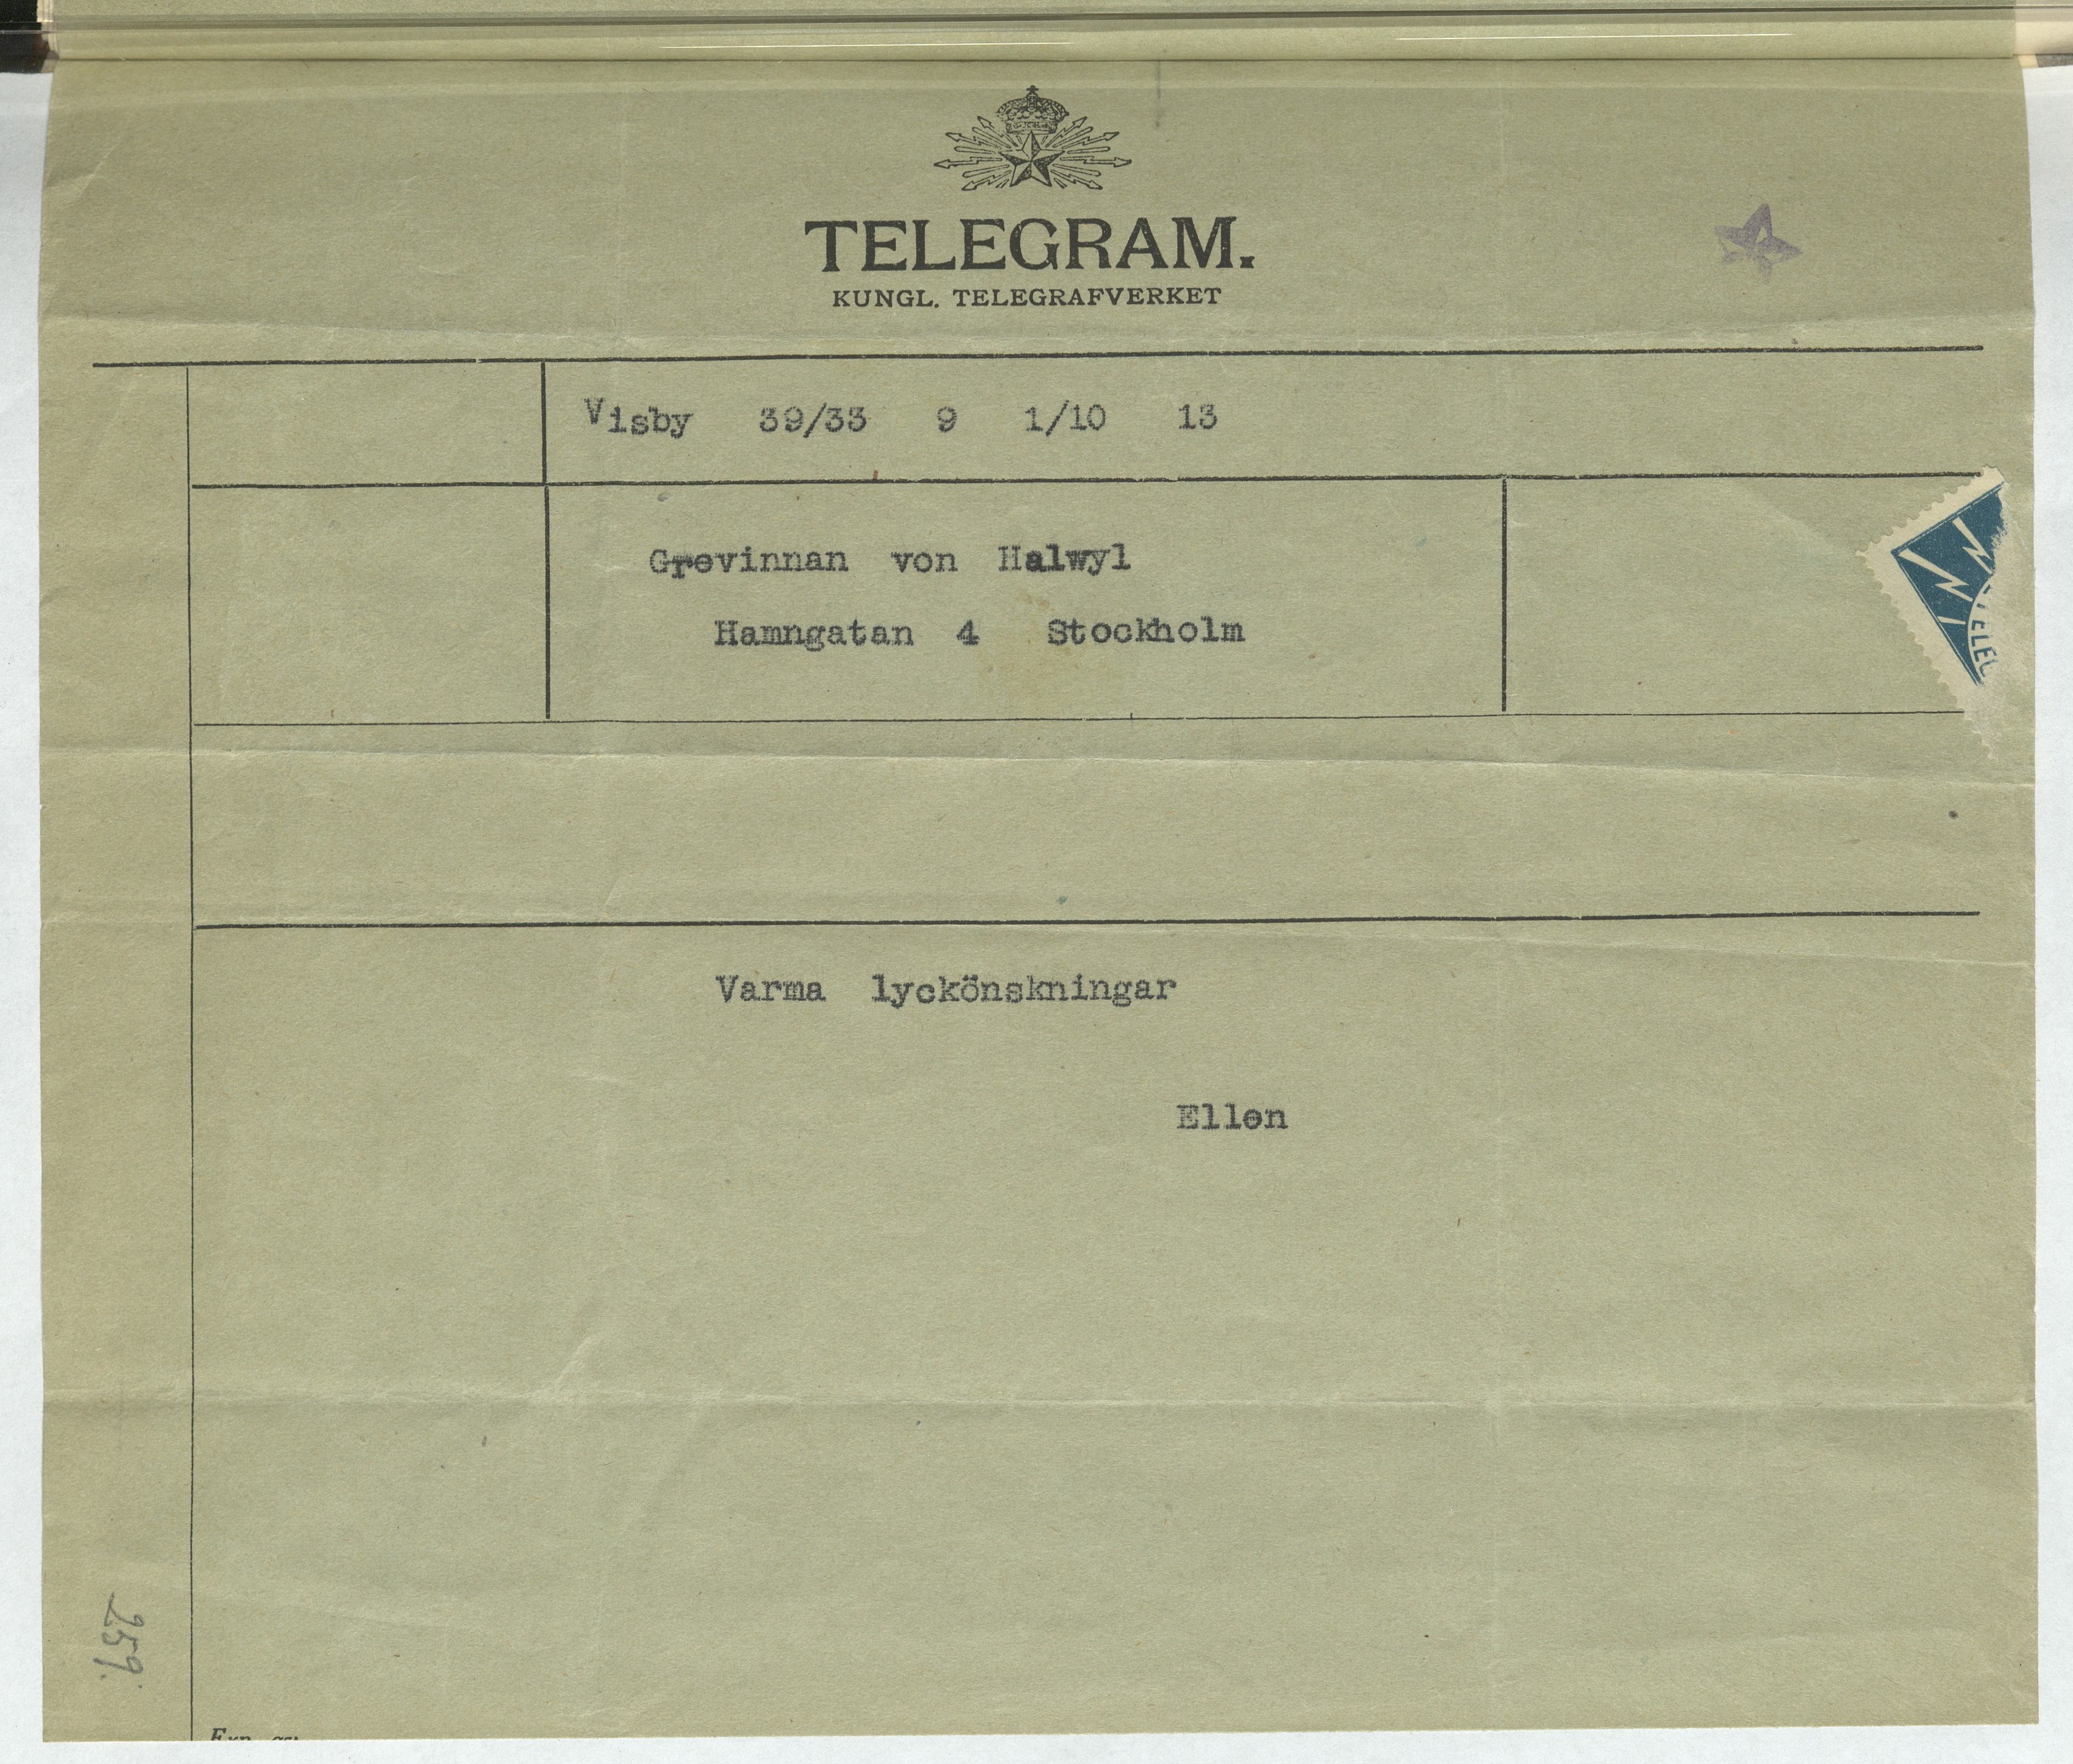 TELEGRAM.
KUNGL. TELEGRAFVERKET
Visby 39/33 9 1/10 13
Grevinnan von Halwyl
Hamngatan 4 Stockholm
TELEG
Varma lyckönskningar
Ellen
259.